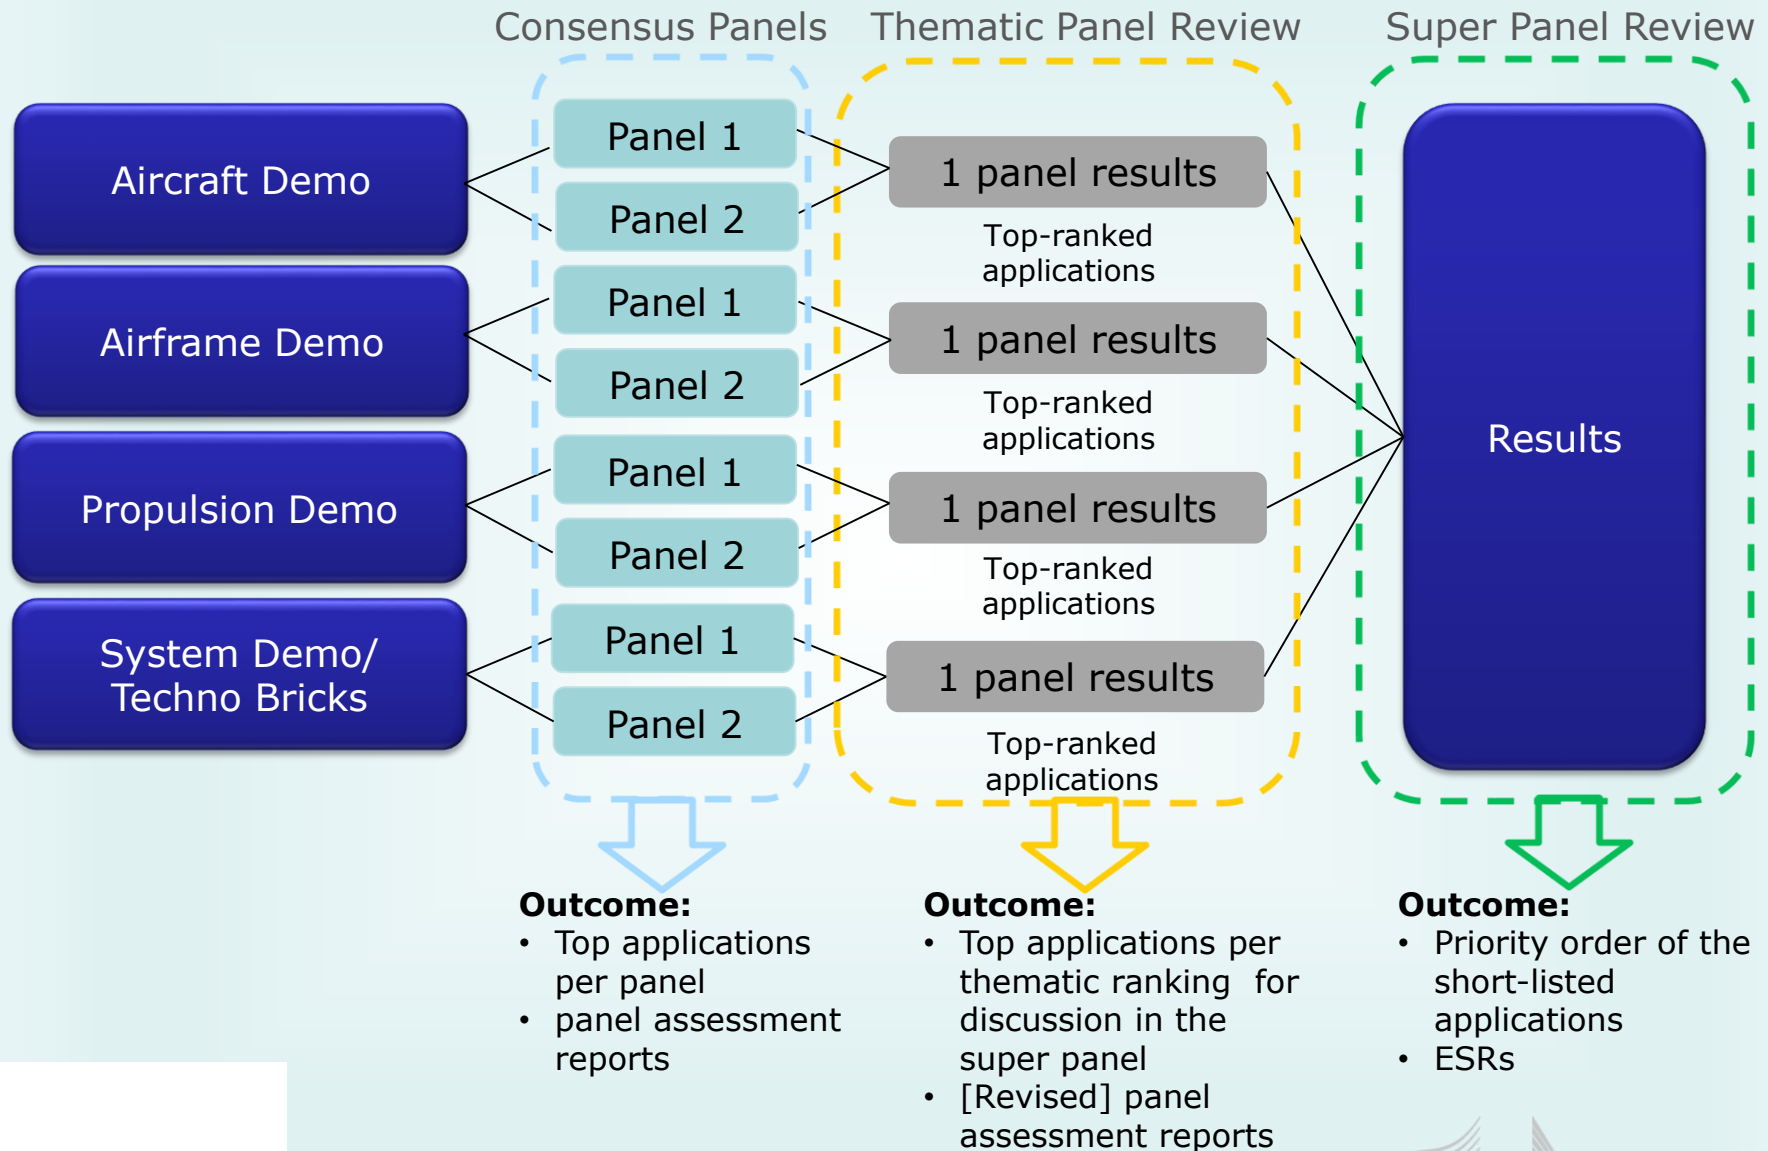 Consensus Panels
Thematic Panel Review
Super Panel Review
Aircraft Demo
Panel 1
Panel 2
1 panel results
Top-ranked
applications
Airframe Demo
Panel 1
Panel 2
1 panel results
Top-ranked
applications
Propulsion Demo
Panel 1
Panel 2
1 panel results
Top-ranked
applications
System Demo/
Techno Bricks
Panel 1
Panel 2
1 panel results
Top-ranked
applications
Results
Outcome:
• Top applications
per panel
• panel assessment
reports
Outcome:
• Top applications per
thematic ranking for
discussion in the
super panel
• [Revised] panel
assessment reports
Outcome:
• Priority order of the
short-listed
applications
• ESRs